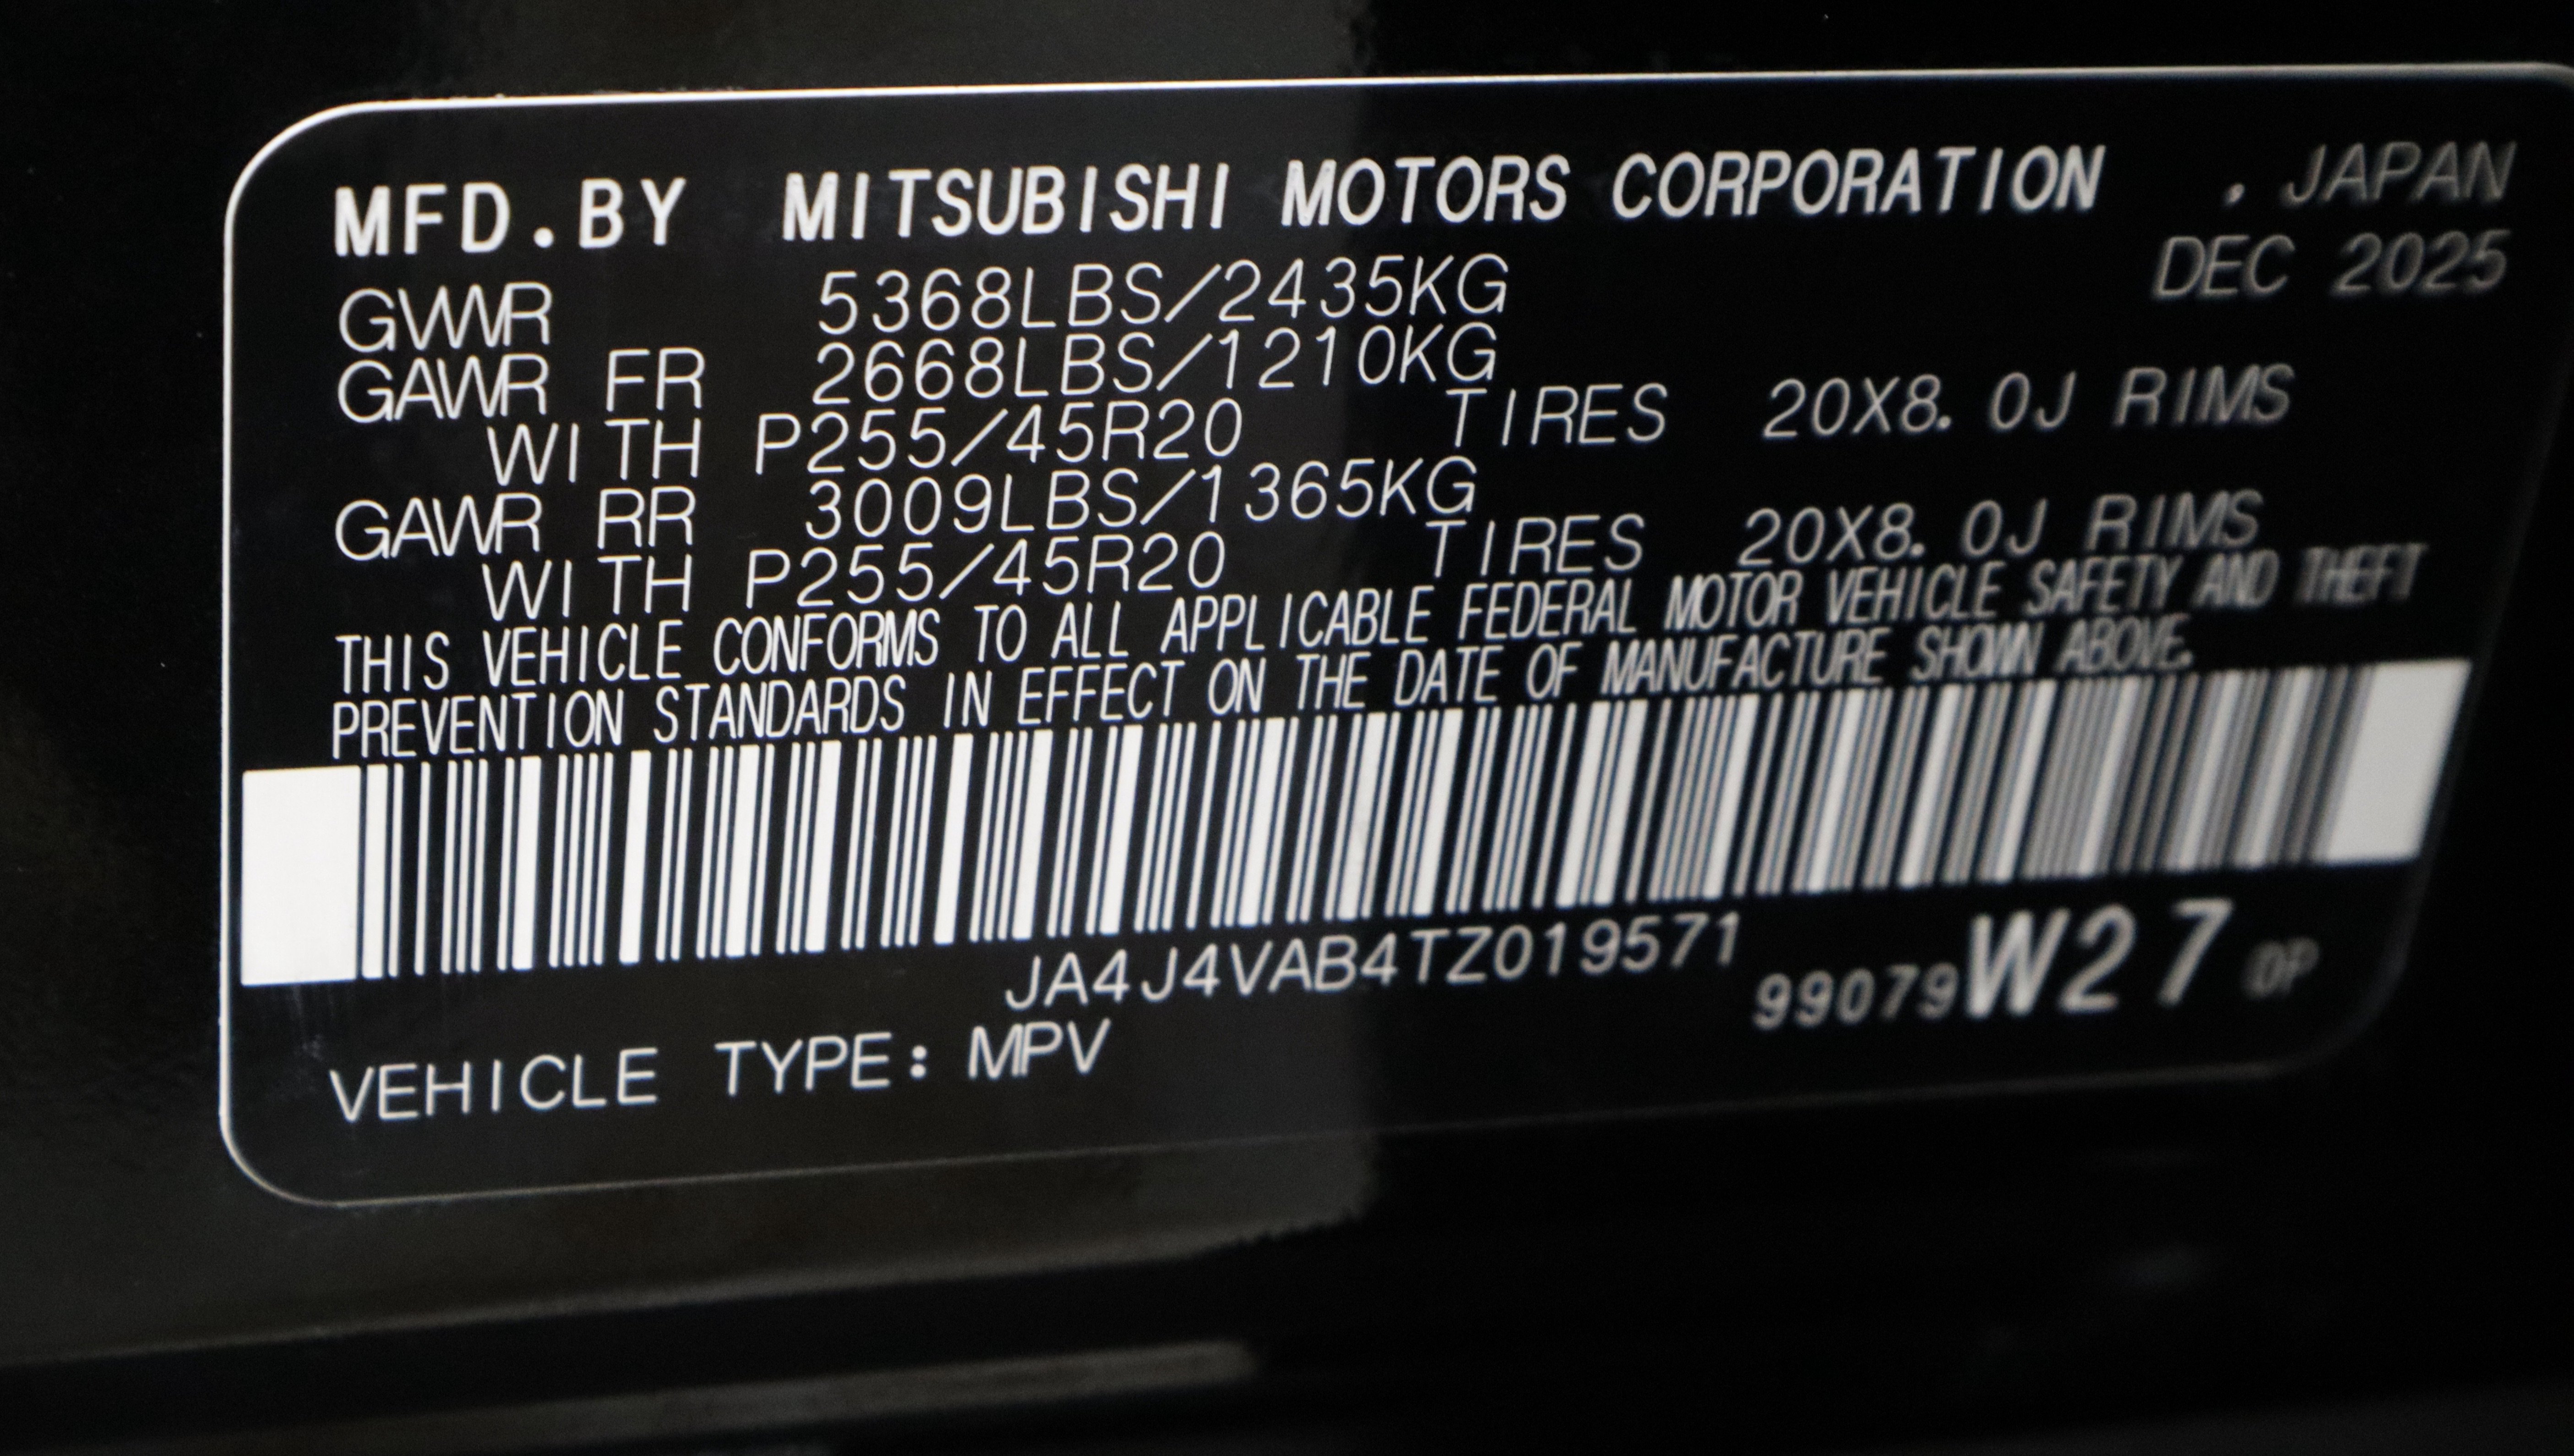 MFD.BY MITSUBISHI MOTORS CORPORATION , JAPAN
DEC 2025
GVWR 5368LBS/2435KG
GAWR FR 2668LBS/1210KG
WITH P255/45R20 TIRES 20X8.0J RIMS
GAWR RR 3009LBS/1365KG
WITH P255/45R20 TIRES 20X8.0J RIMS
THIS VEHICLE CONFORMS TO ALL APPLICABLE FEDERAL MOTOR VEHICLE SAFETY AND THEFT
PREVENTION STANDARDS IN EFFECT ON THE DATE OF MANUFACTURE SHOWN ABOVE.
JA4J4VAB4TZ019571
99079 W27
VEHICLE TYPE: MPV